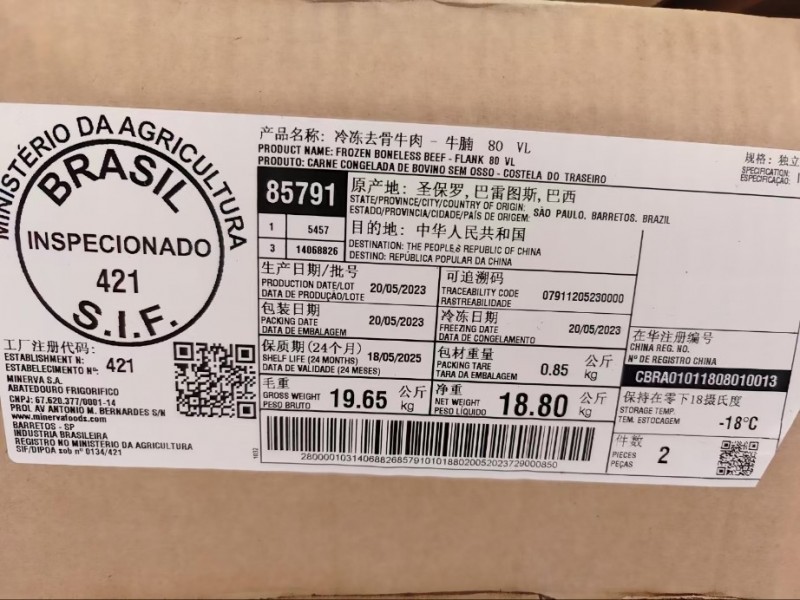 MINISTÉRIO DA AGRICULTURA
BRASIL
INSPECIONADO
421
S.I.F.
工厂注册代码:
ESTABLISHMENT N:
ESTABELECIMENTO Nº: 421
MINERVA S.A.
ABATEDOURO FRIGORIFICO
CNPJ: 67.620.377/0001-14
PROL AV ANTONIO M. BERNARDES S/N
www.minervafoods.com
BARRETOS - SP
INDUSTRIA BRASILEIRA
REGISTRO NO MINISTERIO DA AGRICULTURA
SIF/DIPOA sob nº 0134/421
产品名称: 冷冻去骨牛肉 - 牛腩 80 VL
PRODUCT NAME: FROZEN BONELESS BEEF - FLANK 80 VL
PRODUTO: CARNE CONGELADA DE BOVINO SEM OSSO - COSTELA DO TRASEIRO
85791
1 5457
3 14068826
原产地: 圣保罗, 巴雷图斯, 巴西
STATE/PROVINCE/CITY/COUNTRY OF ORIGIN:
ESTADO/PROVINCIA/CIDADE/PAÍS DE ORIGEM: SÃO PAULO, BARRETOS, BRAZIL
目的地: 中华人民共和国
DESTINATION: THE PEOPLE,S REPUBLIC OF CHINA
DESTINO: REPÚBLICA POPULAR DA CHINA
生产日期/批号
PRODUCTION DATE/LOT
DATA DE PRODUCÃO/LOTE 20/05/2023
可追溯码
TRACEABILITY CODE
RASTREABILIDADE 07911205230000
包装日期
PACKING DATE
DATA DE EMBALAGEM 20/05/2023
冷冻日期
FREEZING DATE
DATA DE CONGELAMENTO 20/05/2023
保质期(24个月)
SHELF LIFE (24 MONTHS)
DATA DE VALIDADE (24 MESES) 18/05/2025
包材重量
PACKING TARE
TARA DA EMBALAGEM 0.85 公斤 kg
毛重
GROSS WEIGHT
PESO BRUTO 19.65 公斤 kg
净重
NET WEIGHT
PESO LÍQUIDO 18.80 公斤 kg
28000010314068826857910101880200520237290008​50
规格: 独立
SPECIFICATION:
ESPECIFICAÇÃO:
在华注册编号
CHINA REG. NO.
Nº DE REGISTRO CHINA
CBRA01011808010013
保持在零下18摄氏度
STORAGE TEMP.
TEM. ESTOCAGEM -18°C
件数
PIECES
PEÇAS 2